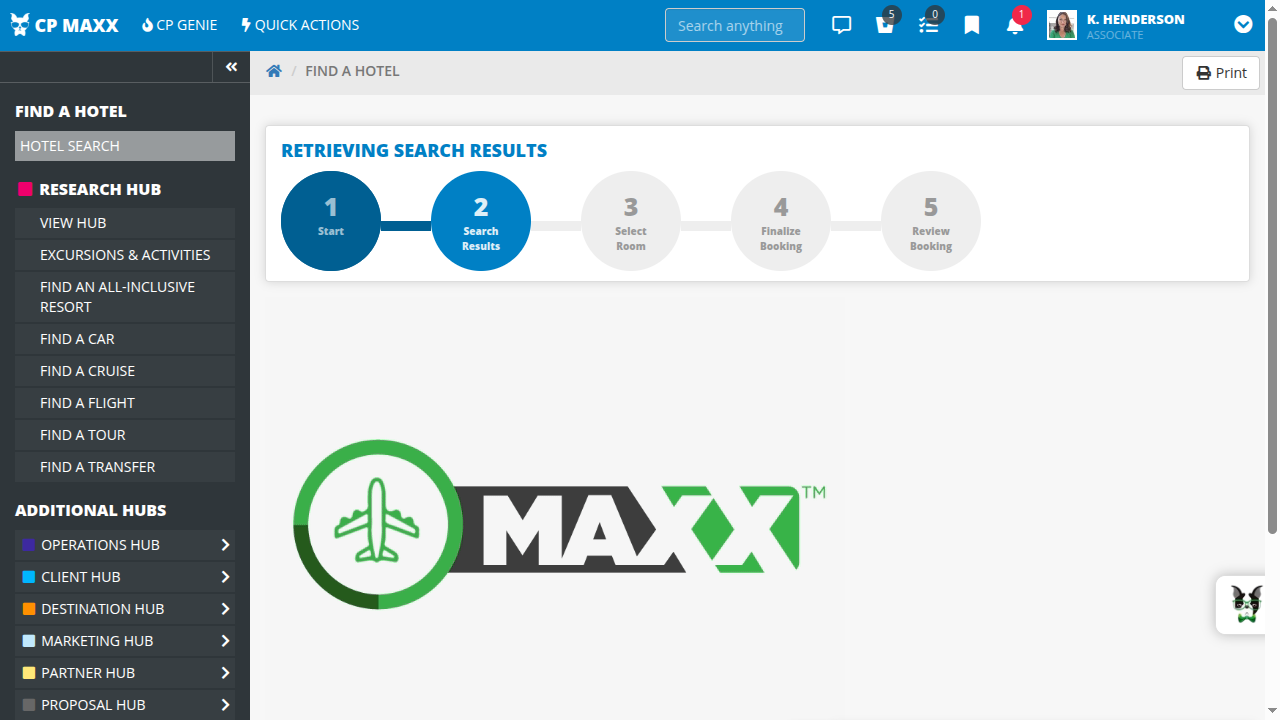 CP MAXX
CP GENIE
QUICK ACTIONS
Search anything
5
0
1
K. HENDERSON
ASSOCIATE
FIND A HOTEL
Print
FIND A HOTEL
HOTEL SEARCH
RESEARCH HUB
VIEW HUB
EXCURSIONS & ACTIVITIES
FIND AN ALL-INCLUSIVE
RESORT
FIND A CAR
FIND A CRUISE
FIND A FLIGHT
FIND A TOUR
FIND A TRANSFER
ADDITIONAL HUBS
OPERATIONS HUB
CLIENT HUB
DESTINATION HUB
MARKETING HUB
PARTNER HUB
PROPOSAL HUB
RETRIEVING SEARCH RESULTS
1
Start
2
Search
Results
3
Select
Room
4
Finalize
Booking
5
Review
Booking
MAXX™